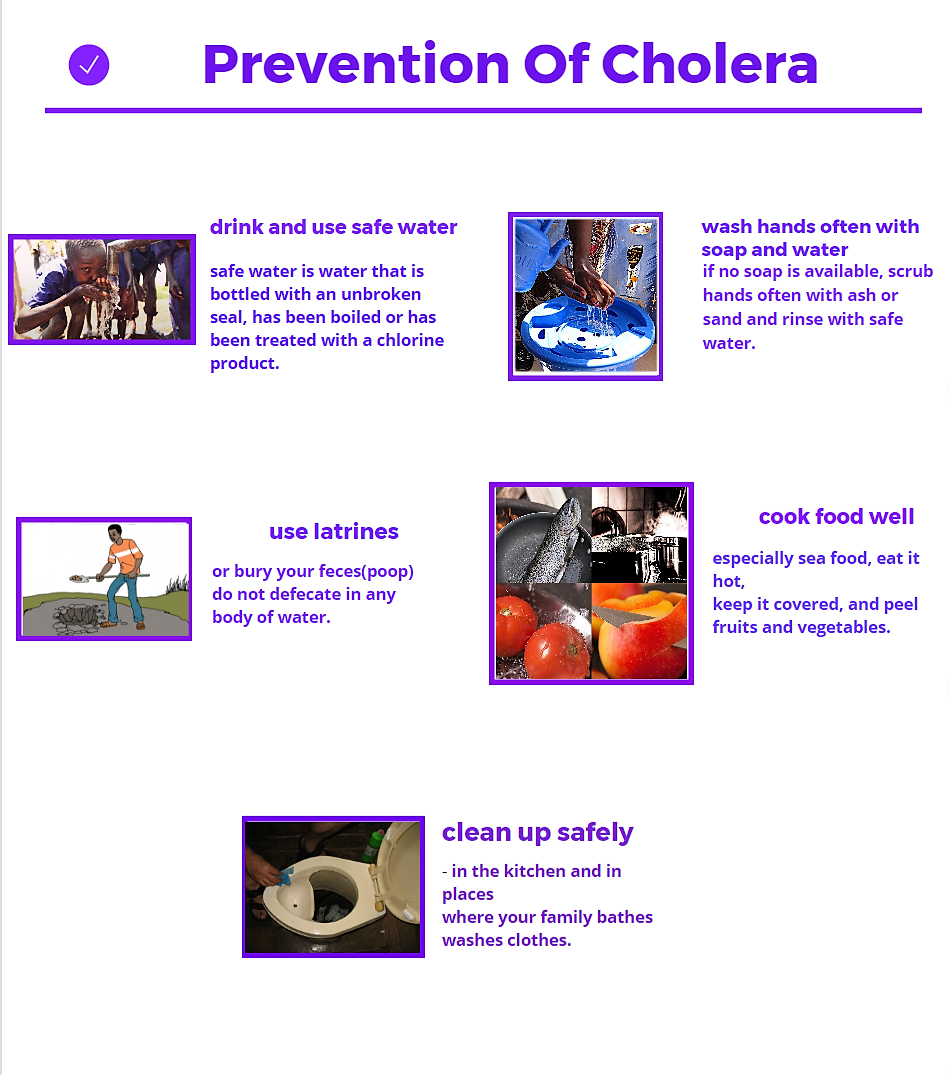 Prevention Of Cholera
drink and use safe water
safe water is water that is
bottled with an unbroken
seal, has been boiled or has
been treated with a chlorine
product.
wash hands often with
soap and water
if no soap is available, scrub
hands often with ash or
sand and rinse with safe
water.
use latrines
or bury your feces(poop)
do not defecate in any
body of water.
cook food well
especially sea food, eat it
hot,
keep it covered, and peel
fruits and vegetables.
clean up safely
- in the kitchen and in
places
where your family bathes
washes clothes.